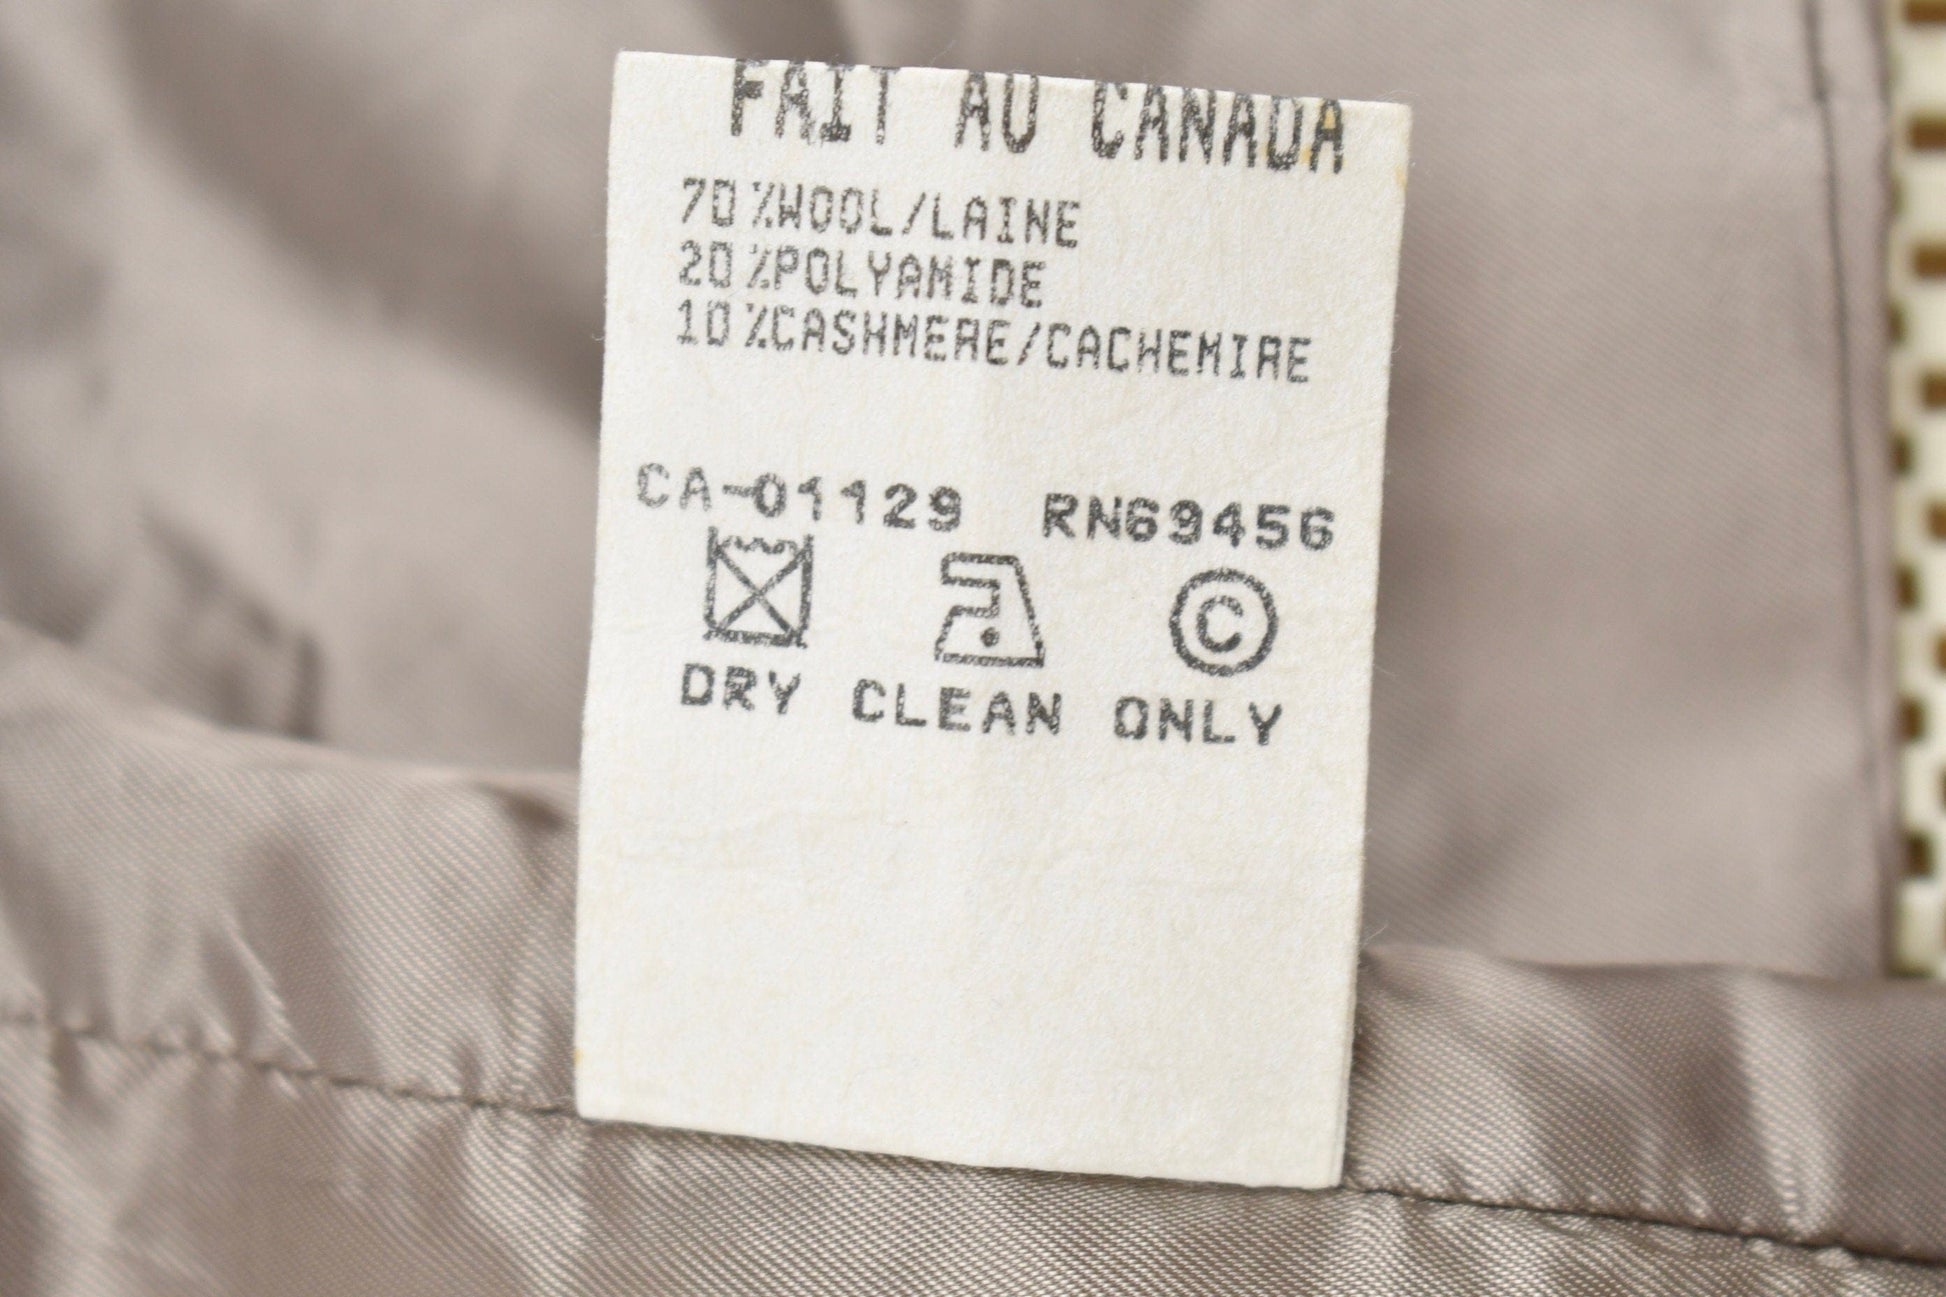 FAIT AU CANADA
70%WOOL/LAINE
20%POLYAMIDE
10%CASHMERE/CACHEMIRE
CA-01129 RN69456
C
DRY CLEAN ONLY